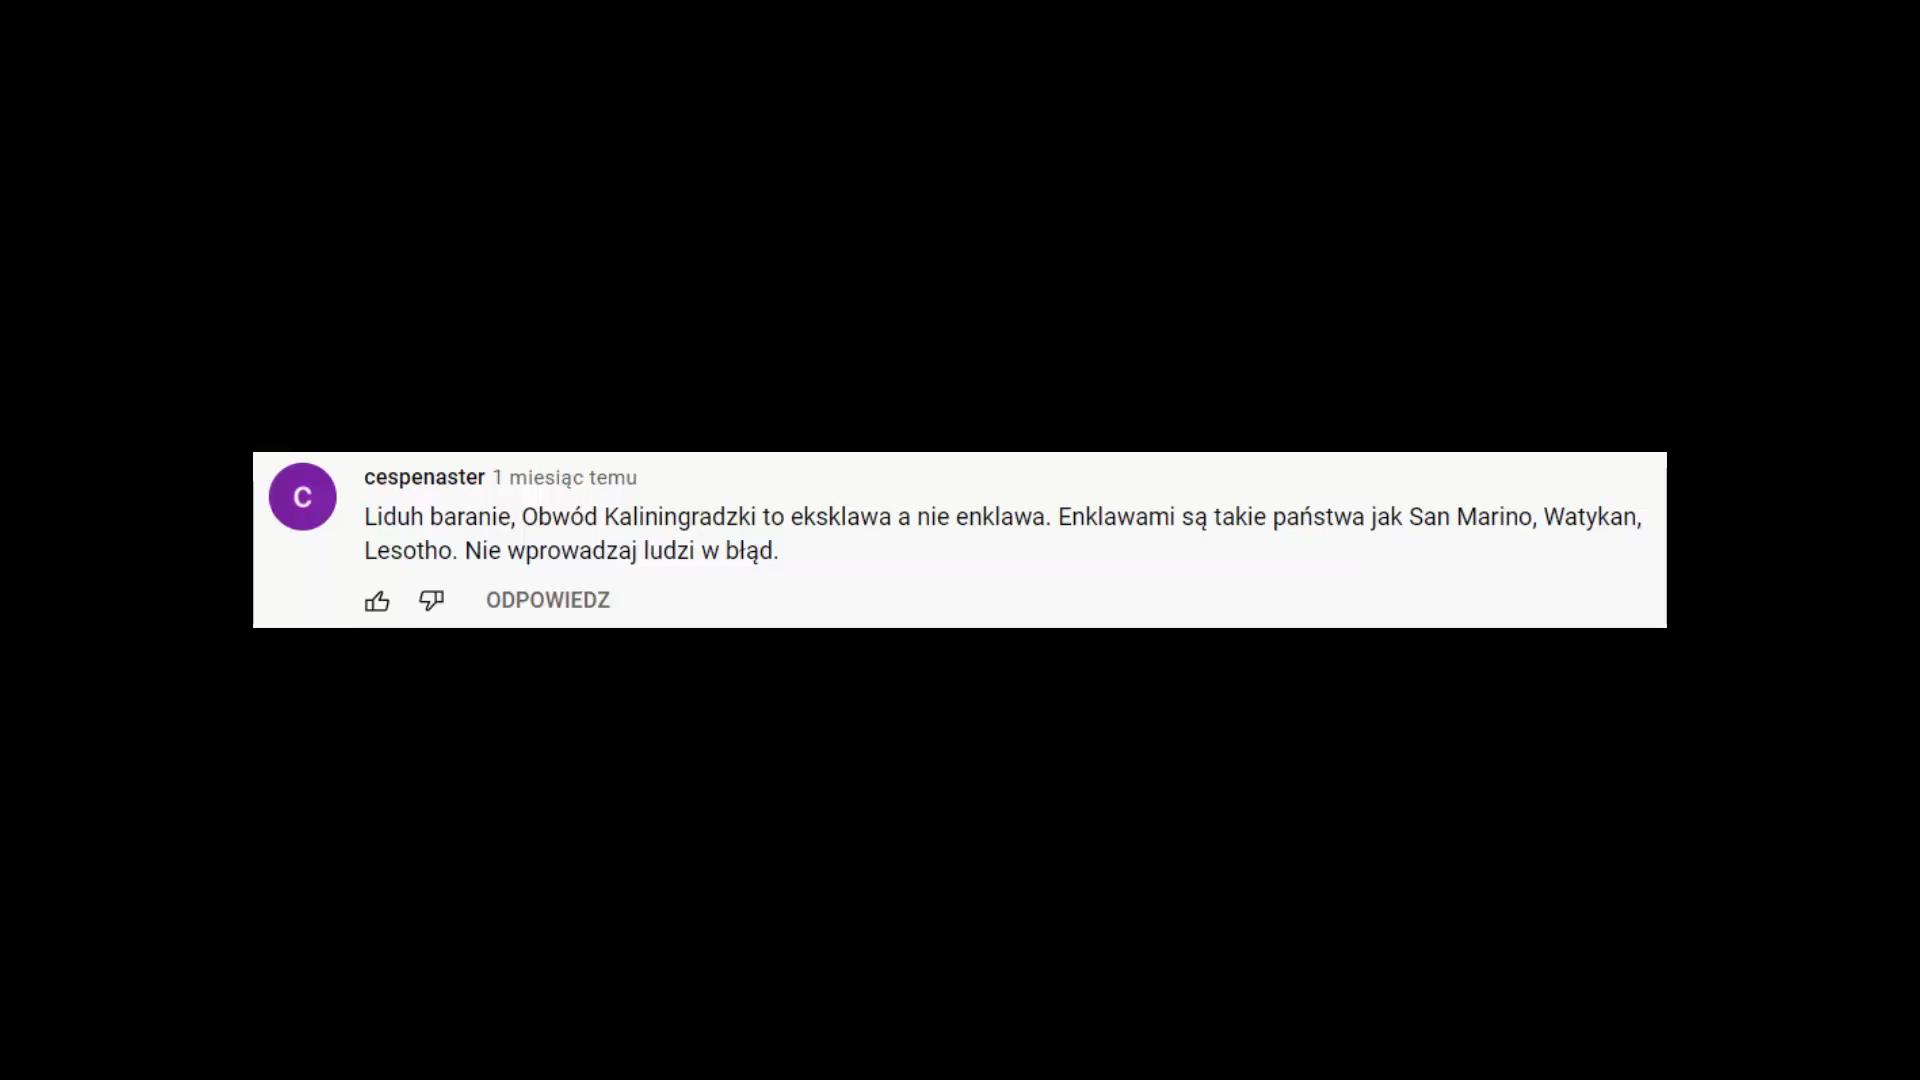 C
cespenaster 1 miesiąc temu
Liduh baranie, Obwód Kaliningradzki to eksklawa a nie enklawa. Enklawami są takie państwa jak San Marino, Watykan,
Lesotho. Nie wprowadzaj ludzi w błąd.
ODPOWIEDZ